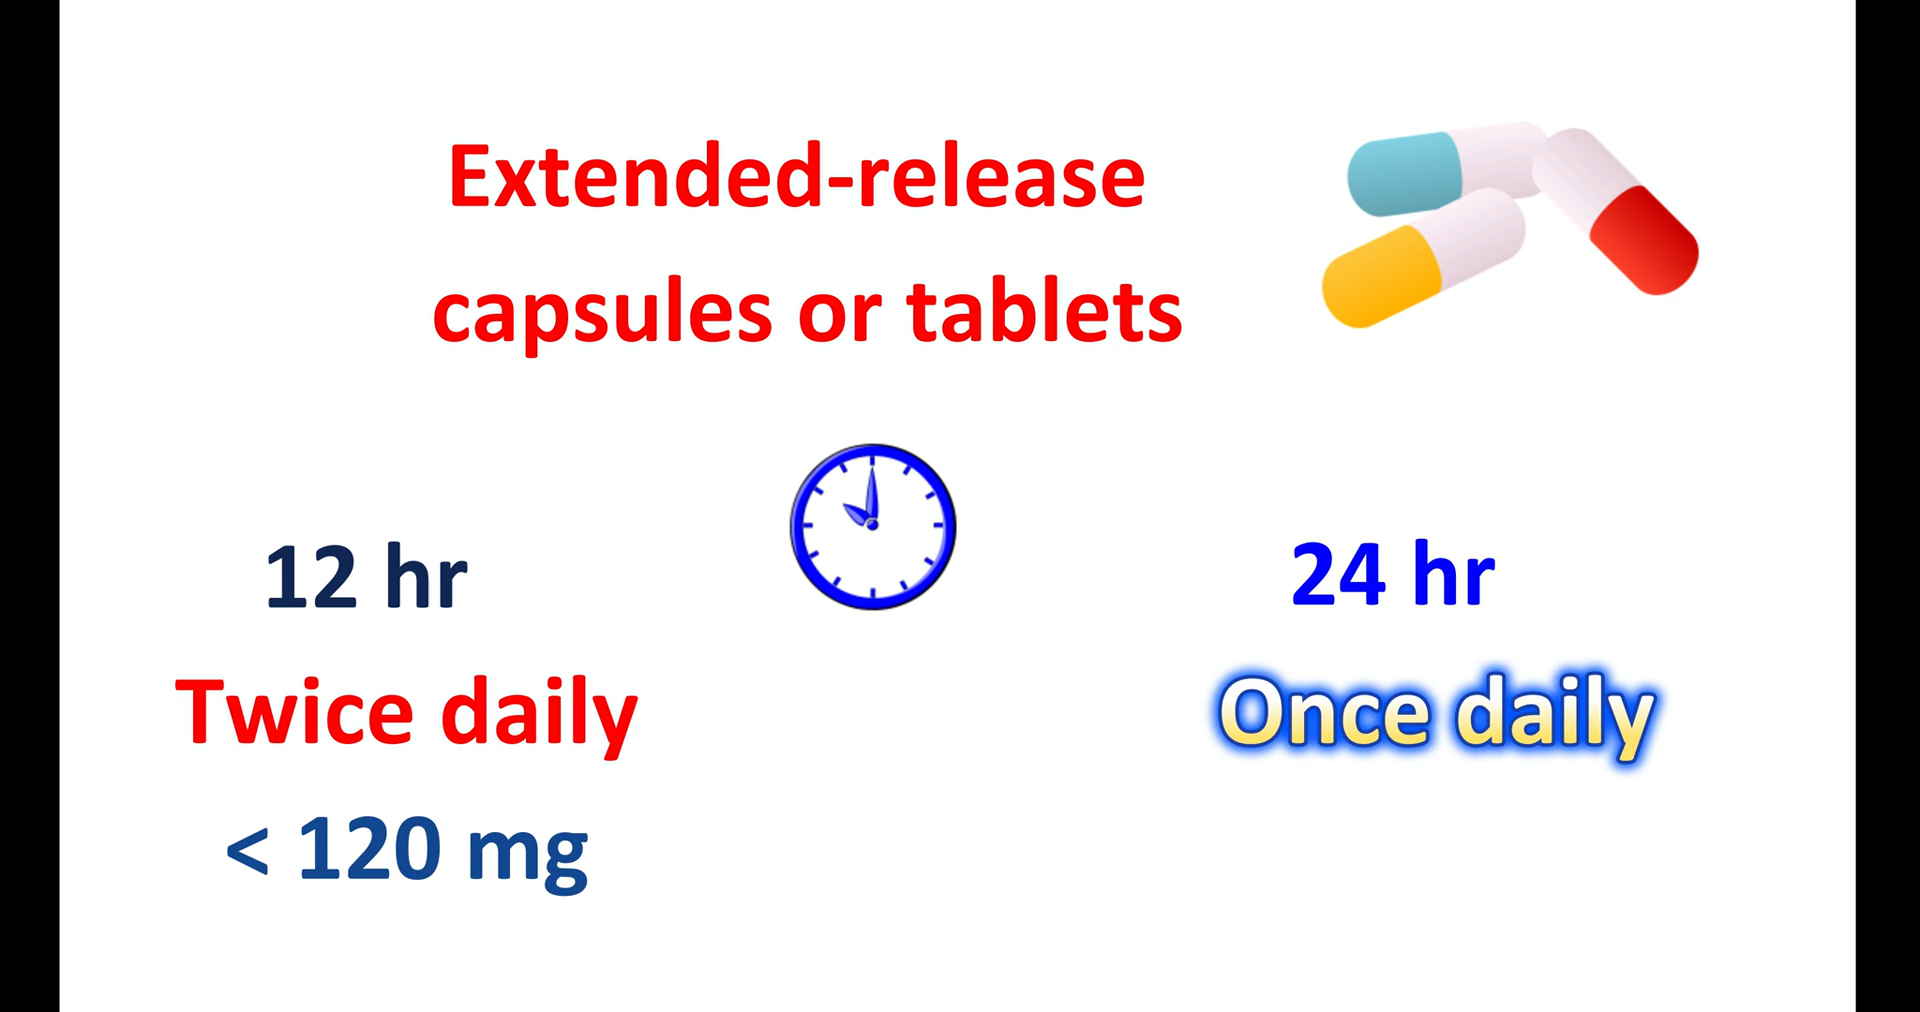 Extended-release
capsules or tablets
12 hr
24 hr
Twice daily
Once daily
< 120 mg